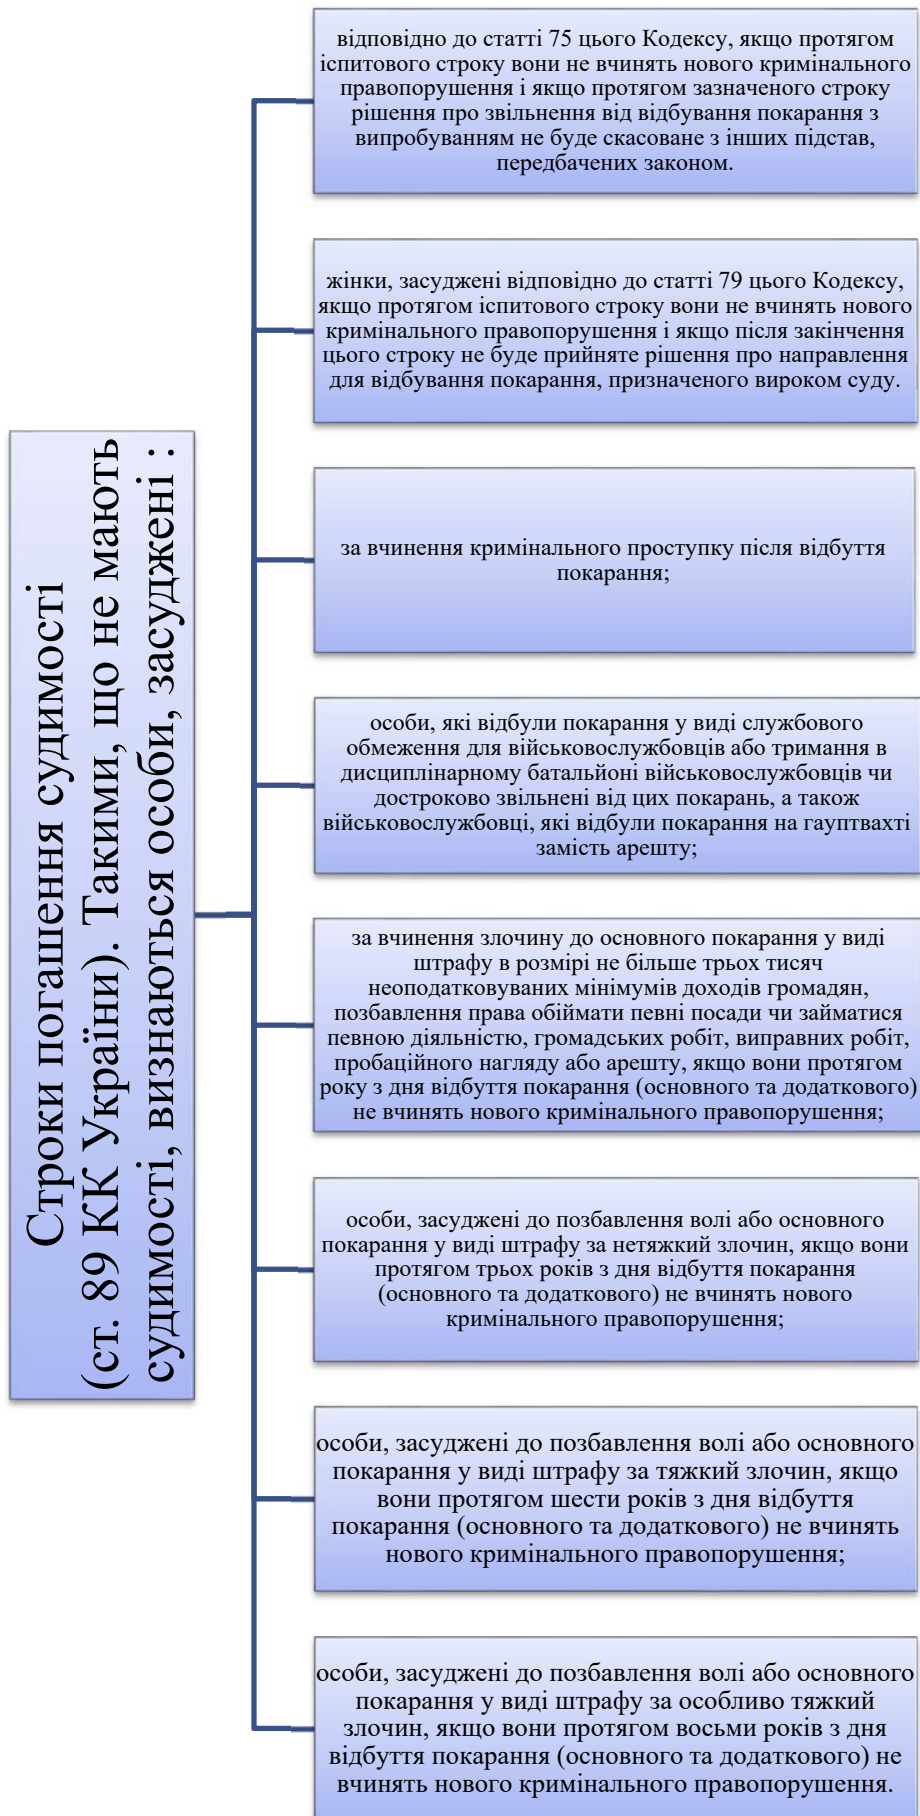 Строки погашення судимості
(ст. 89 КК України). Такими, що не мають
судимості, визнаються особи, засуджені :
відповідно до статті 75 цього Кодексу, якщо протягом
іспитового строку вони не вчинять нового кримінального
правопорушення і якщо протягом зазначеного строку
рішення про звільнення від відбування покарання з
випробуванням не буде скасоване з інших підстав,
передбачених законом.
жінки, засуджені відповідно до статті 79 цього Кодексу,
якщо протягом іспитового строку вони не вчинять нового
кримінального правопорушення і якщо після закінчення
цього строку не буде прийняте рішення про направлення
для відбування покарання, призначеного вироком суду.
за вчинення кримінального проступку після відбуття
покарання;
особи, які відбули покарання у виді службового
обмеження для військовослужбовців або тримання в
дисциплінарному батальйоні військовослужбовців чи
достроково звільнені від цих покарань, а також
військовослужбовці, які відбули покарання на гауптвахті
замість арешту;
за вчинення злочину до основного покарання у виді
штрафу в розмірі не більше трьох тисяч
неоподатковуваних мінімумів доходів громадян,
позбавлення права обіймати певні посади чи займатися
певною діяльністю, громадських робіт, виправних робіт,
пробаційного нагляду або арешту, якщо вони протягом
року з дня відбуття покарання (основного та додаткового)
не вчинять нового кримінального правопорушення;
особи, засуджені до позбавлення волі або основного
покарання у виді штрафу за нетяжкий злочин, якщо вони
протягом трьох років з дня відбуття покарання
(основного та додаткового) не вчинять нового
кримінального правопорушення;
особи, засуджені до позбавлення волі або основного
покарання у виді штрафу за тяжкий злочин, якщо
вони протягом шести років з дня відбуття
покарання (основного та додаткового) не вчинять
нового кримінального правопорушення;
особи, засуджені до позбавлення волі або основного
покарання у виді штрафу за особливо тяжкий
злочин, якщо вони протягом восьми років з дня
відбуття покарання (основного та додаткового) не
вчинять нового кримінального правопорушення.